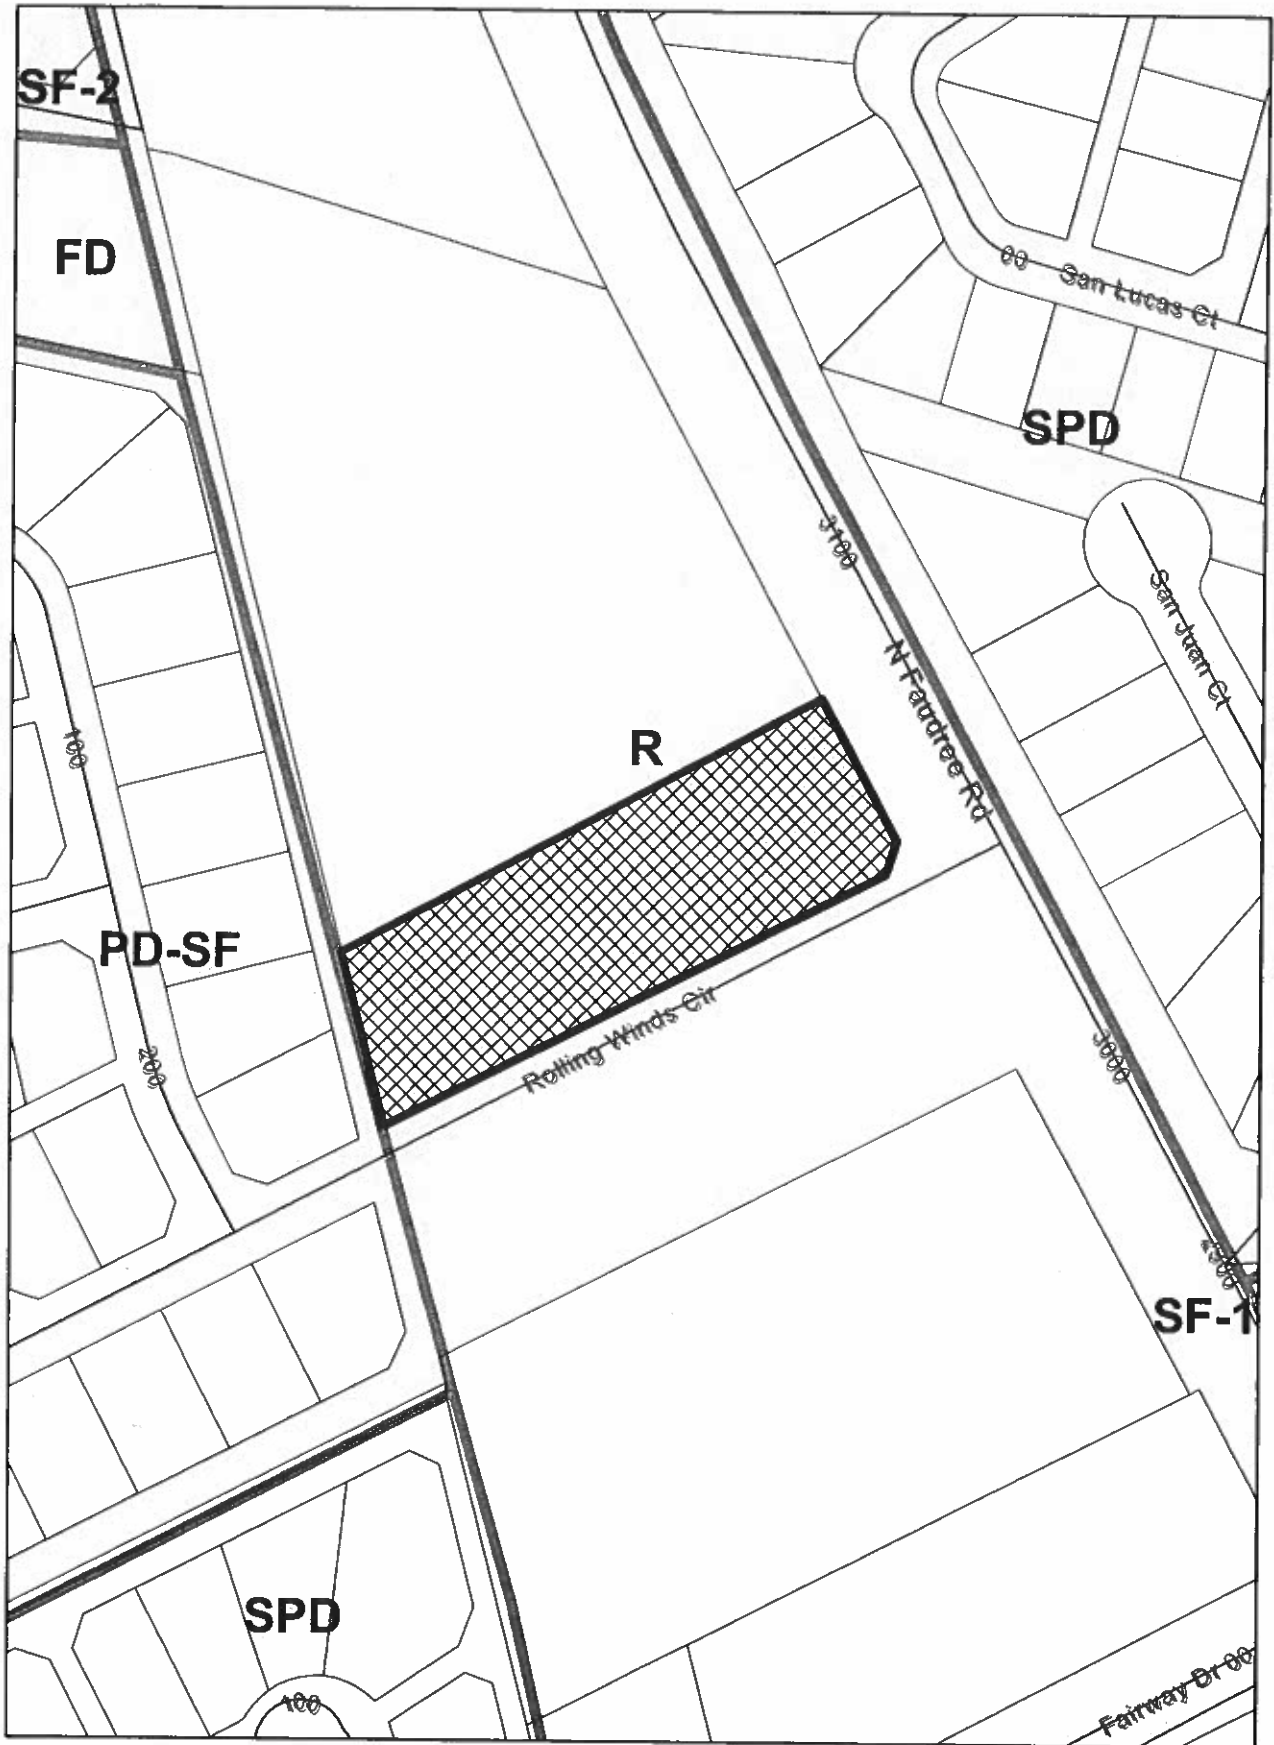 SF-2
FD
00 San Lucas Ct
SPD
3100
San Juan Ct
N Faudree Rd
R
100
PD-SF
Rolling Winds Cir
200
3000
SF-1
SPD
100
Fairway Dr 00